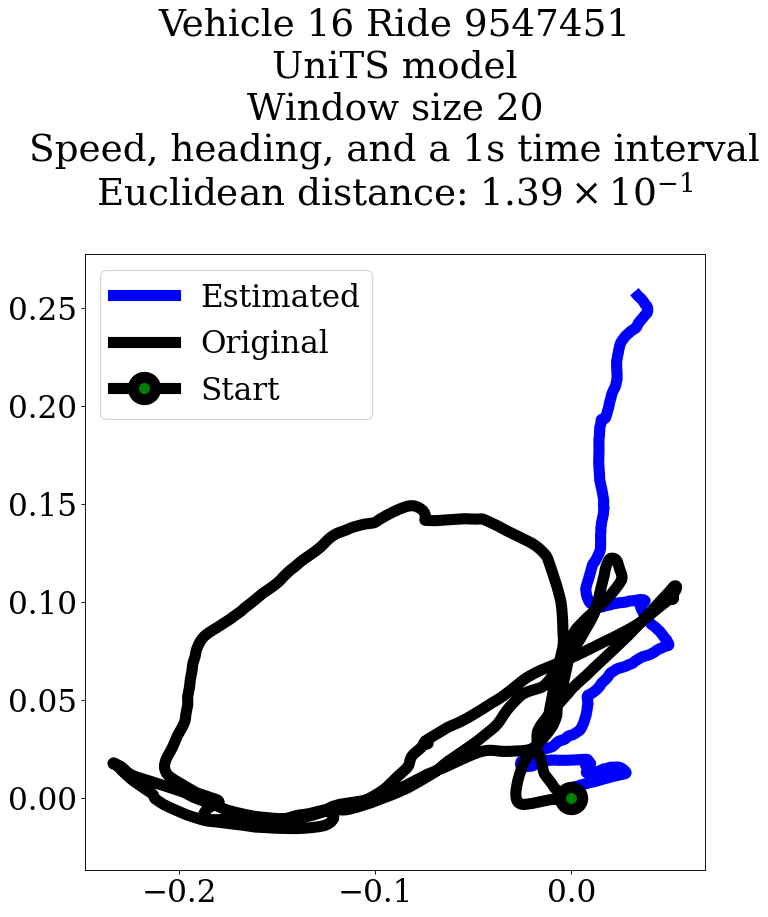 Vehicle 16 Ride 9547451
UniTS model
Window size 20
Speed, heading, and a 1s time interval
Euclidean distance: 1.39 × 10⁻¹
Estimated
Original
Start
0.25
0.20
0.15
0.10
0.05
0.00
−0.2
−0.1
0.0